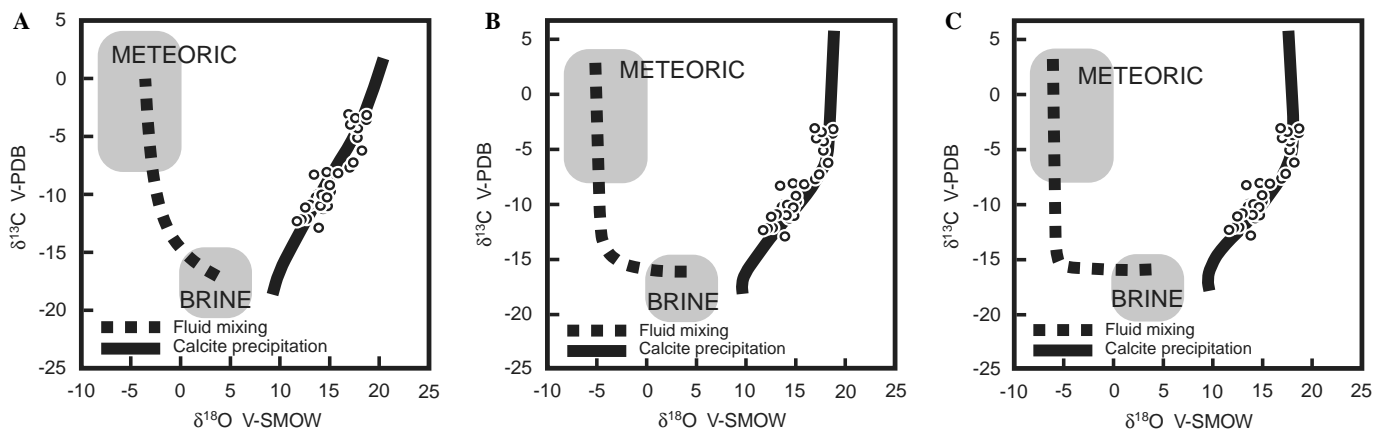 A
5
0
-5
-10
-15
-20
-25
δ¹³C V-PDB
METEORIC
BRINE
Fluid mixing
Calcite precipitation
-10 -5 0 5 10 15 20 25
δ¹⁸O V-SMOW
B
5
0
-5
-10
-15
-20
-25
δ¹³C V-PDB
METEORIC
BRINE
Fluid mixing
Calcite precipitation
-10 -5 0 5 10 15 20 25
δ¹⁸O V-SMOW
C
5
0
-5
-10
-15
-20
-25
δ¹³C V-PDB
METEORIC
BRINE
Fluid mixing
Calcite precipitation
-10 -5 0 5 10 15 20 25
δ¹⁸O V-SMOW